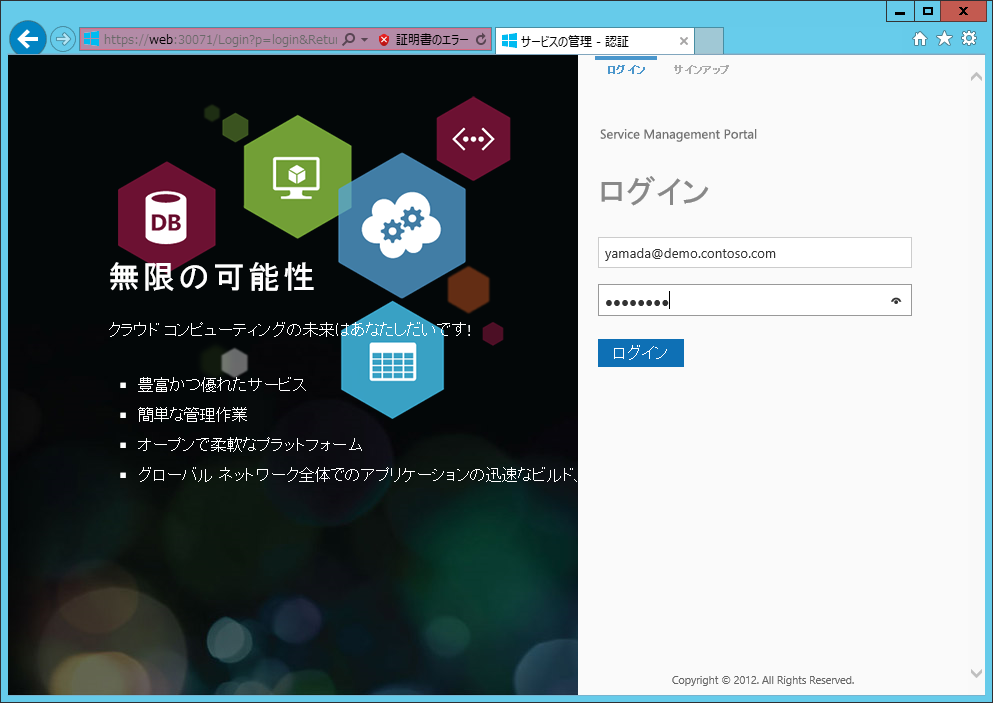 https://web:30071/Login?p=login&Retur
証明書のエラー
サービスの管理 - 認証
ログイン
サインアップ
Service Management Portal
ログイン
yamada@demo.contoso.com
●●●●●●●●
ログイン
DB
無限の可能性
クラウド コンピューティングの未来はあなたしだいです!
豊富かつ優れたサービス
簡単な管理作業
オープンで柔軟なプラットフォーム
グローバル ネットワーク全体でのアプリケーションの迅速なビルド、
Copyright © 2012. All Rights Reserved.